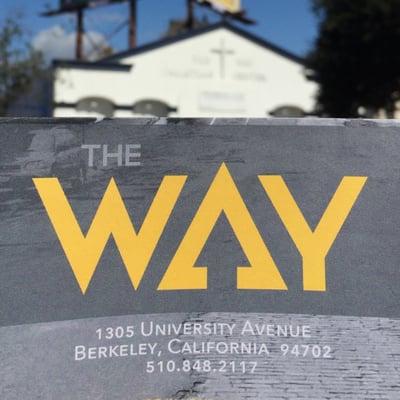 THE
WAY
1305 UNIVERSITY AVENUE
BERKELEY, CALIFORNIA 94702
510.848.2117